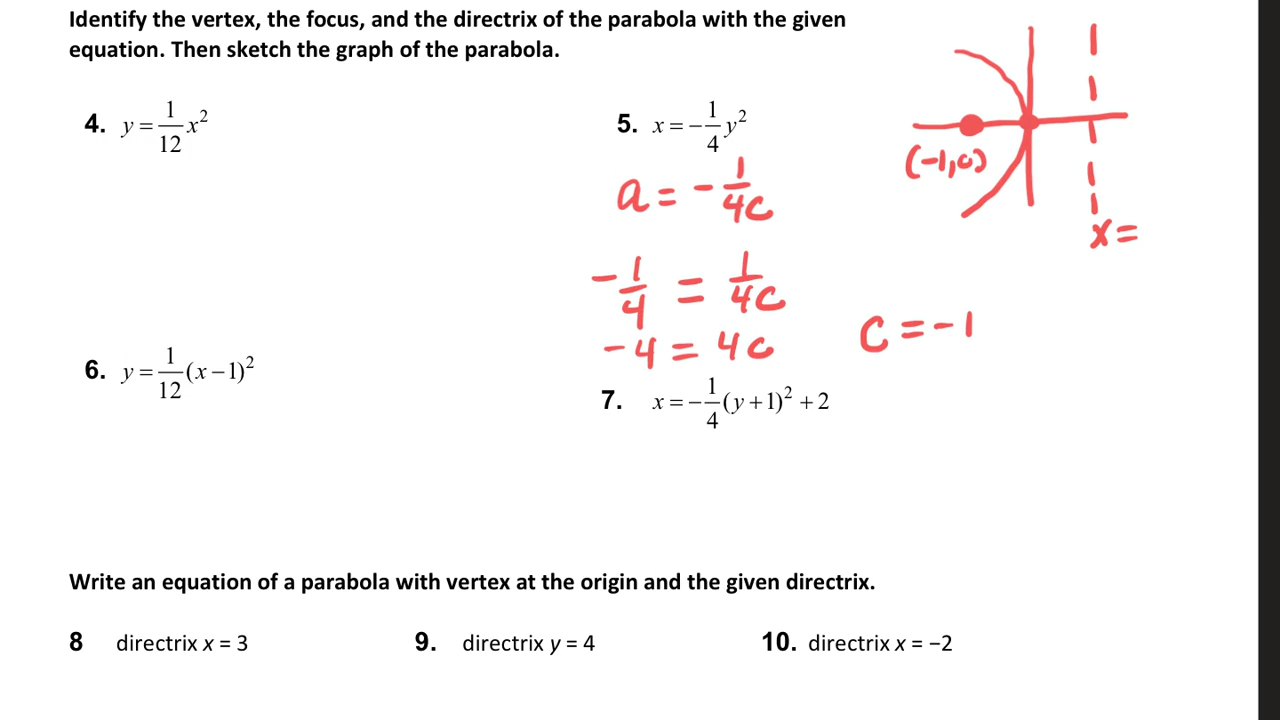 Identify the vertex, the focus, and the directrix of the parabola with the given
equation. Then sketch the graph of the parabola.
4. y = 1/12 x²
5. x = -1/4 y²
a = - 1/4c
-1/4 = 1/4c
-4 = 4c
c = -1
(-1,0)
x =
6. y = 1/12 (x - 1)²
7. x = -1/4 (y + 1)² + 2
Write an equation of a parabola with vertex at the origin and the given directrix.
8 directrix x = 3
9. directrix y = 4
10. directrix x = −2